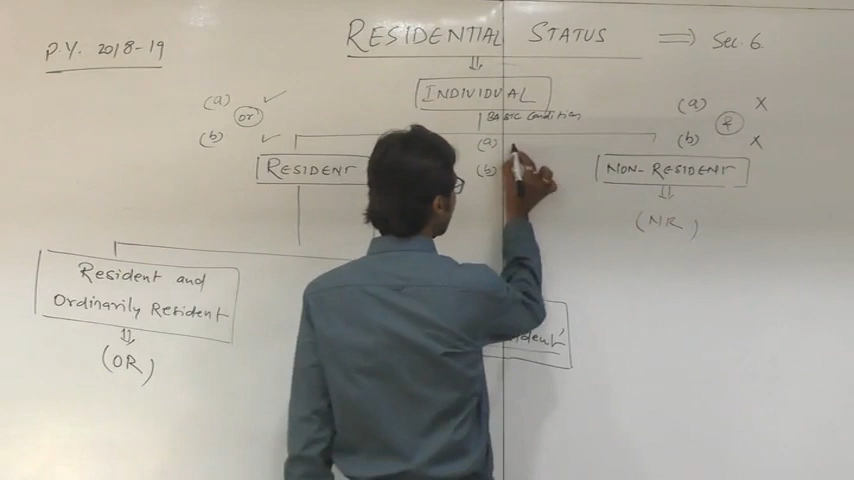 P.Y. 2018-19
RESIDENTIAL STATUS ⇒ Sec. 6
⇓
INDIVIDUAL
BASIC Conditions
(a) ✓
or
(b) ✓
(a)
(b)
(a) X
&
(b) X
RESIDENT
NON-RESIDENT
⇓
(NR)
Resident and
Ordinarily Resident
⇓
(OR)